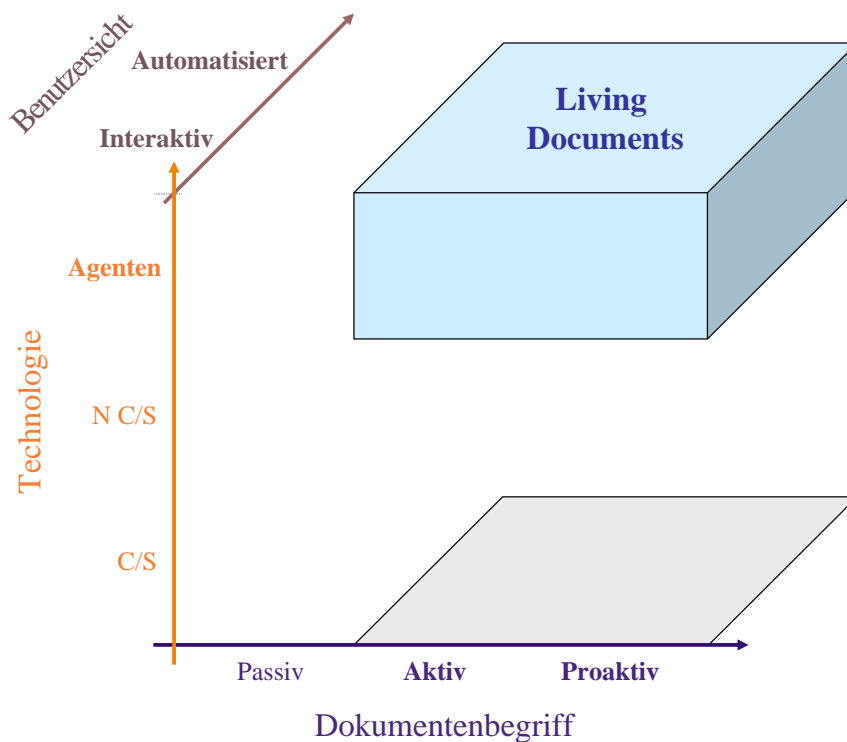 Benutzersicht
Automatisiert
Interaktiv
Living
Documents
Agenten
Technologie
N C/S
C/S
Passiv
Aktiv
Proaktiv
Dokumentenbegriff